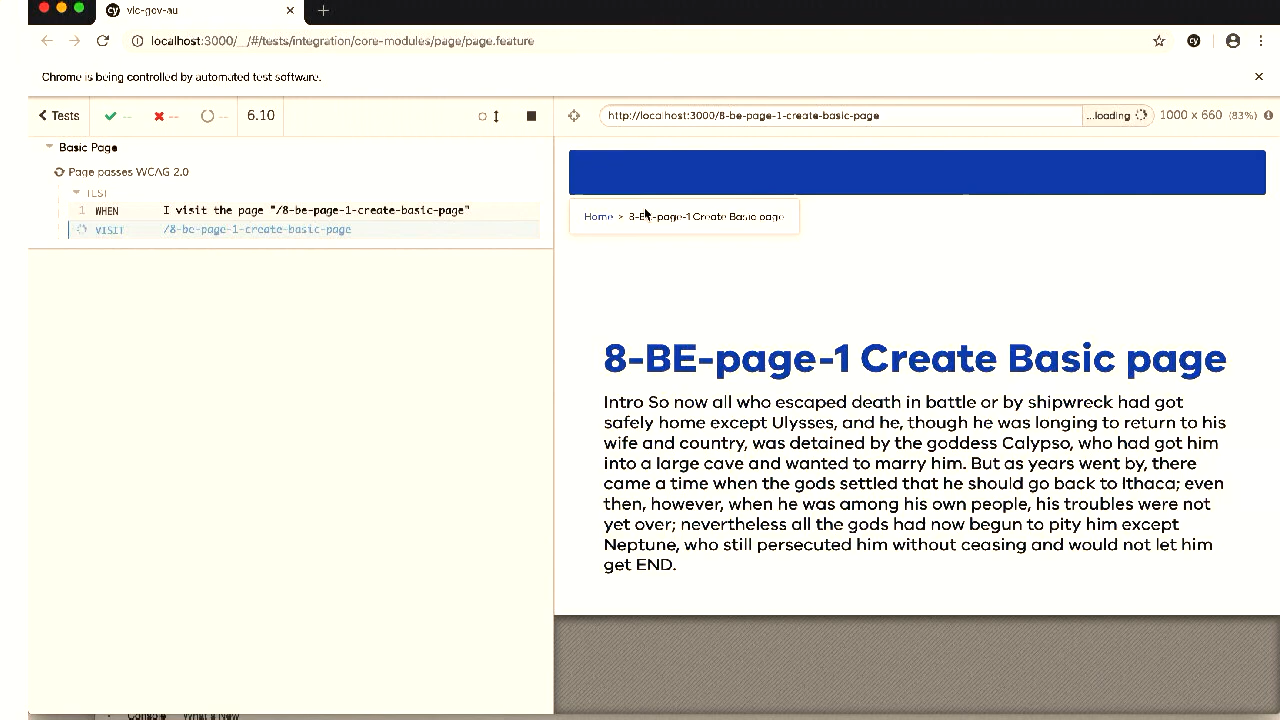 cy vic-gov-au
localhost:3000/__/#/tests/integration/core-modules/page/page.feature
cy
Chrome is being controlled by automated test software.
Tests -- -- -- 6.10
http://localhost:3000/8-be-page-1-create-basic-page ...loading 1000 x 660 (83%)
Basic Page
Page passes WCAG 2.0
TEST
1 WHEN I visit the page "/8-be-page-1-create-basic-page"
VISIT /8-be-page-1-create-basic-page
Home > 8-BE-page-1 Create Basic page
8-BE-page-1 Create Basic page
Intro So now all who escaped death in battle or by shipwreck had got
safely home except Ulysses, and he, though he was longing to return to his
wife and country, was detained by the goddess Calypso, who had got him
into a large cave and wanted to marry him. But as years went by, there
came a time when the gods settled that he should go back to Ithaca; even
then, however, when he was among his own people, his troubles were not
yet over; nevertheless all the gods had now begun to pity him except
Neptune, who still persecuted him without ceasing and would not let him
get END.
Console What's New